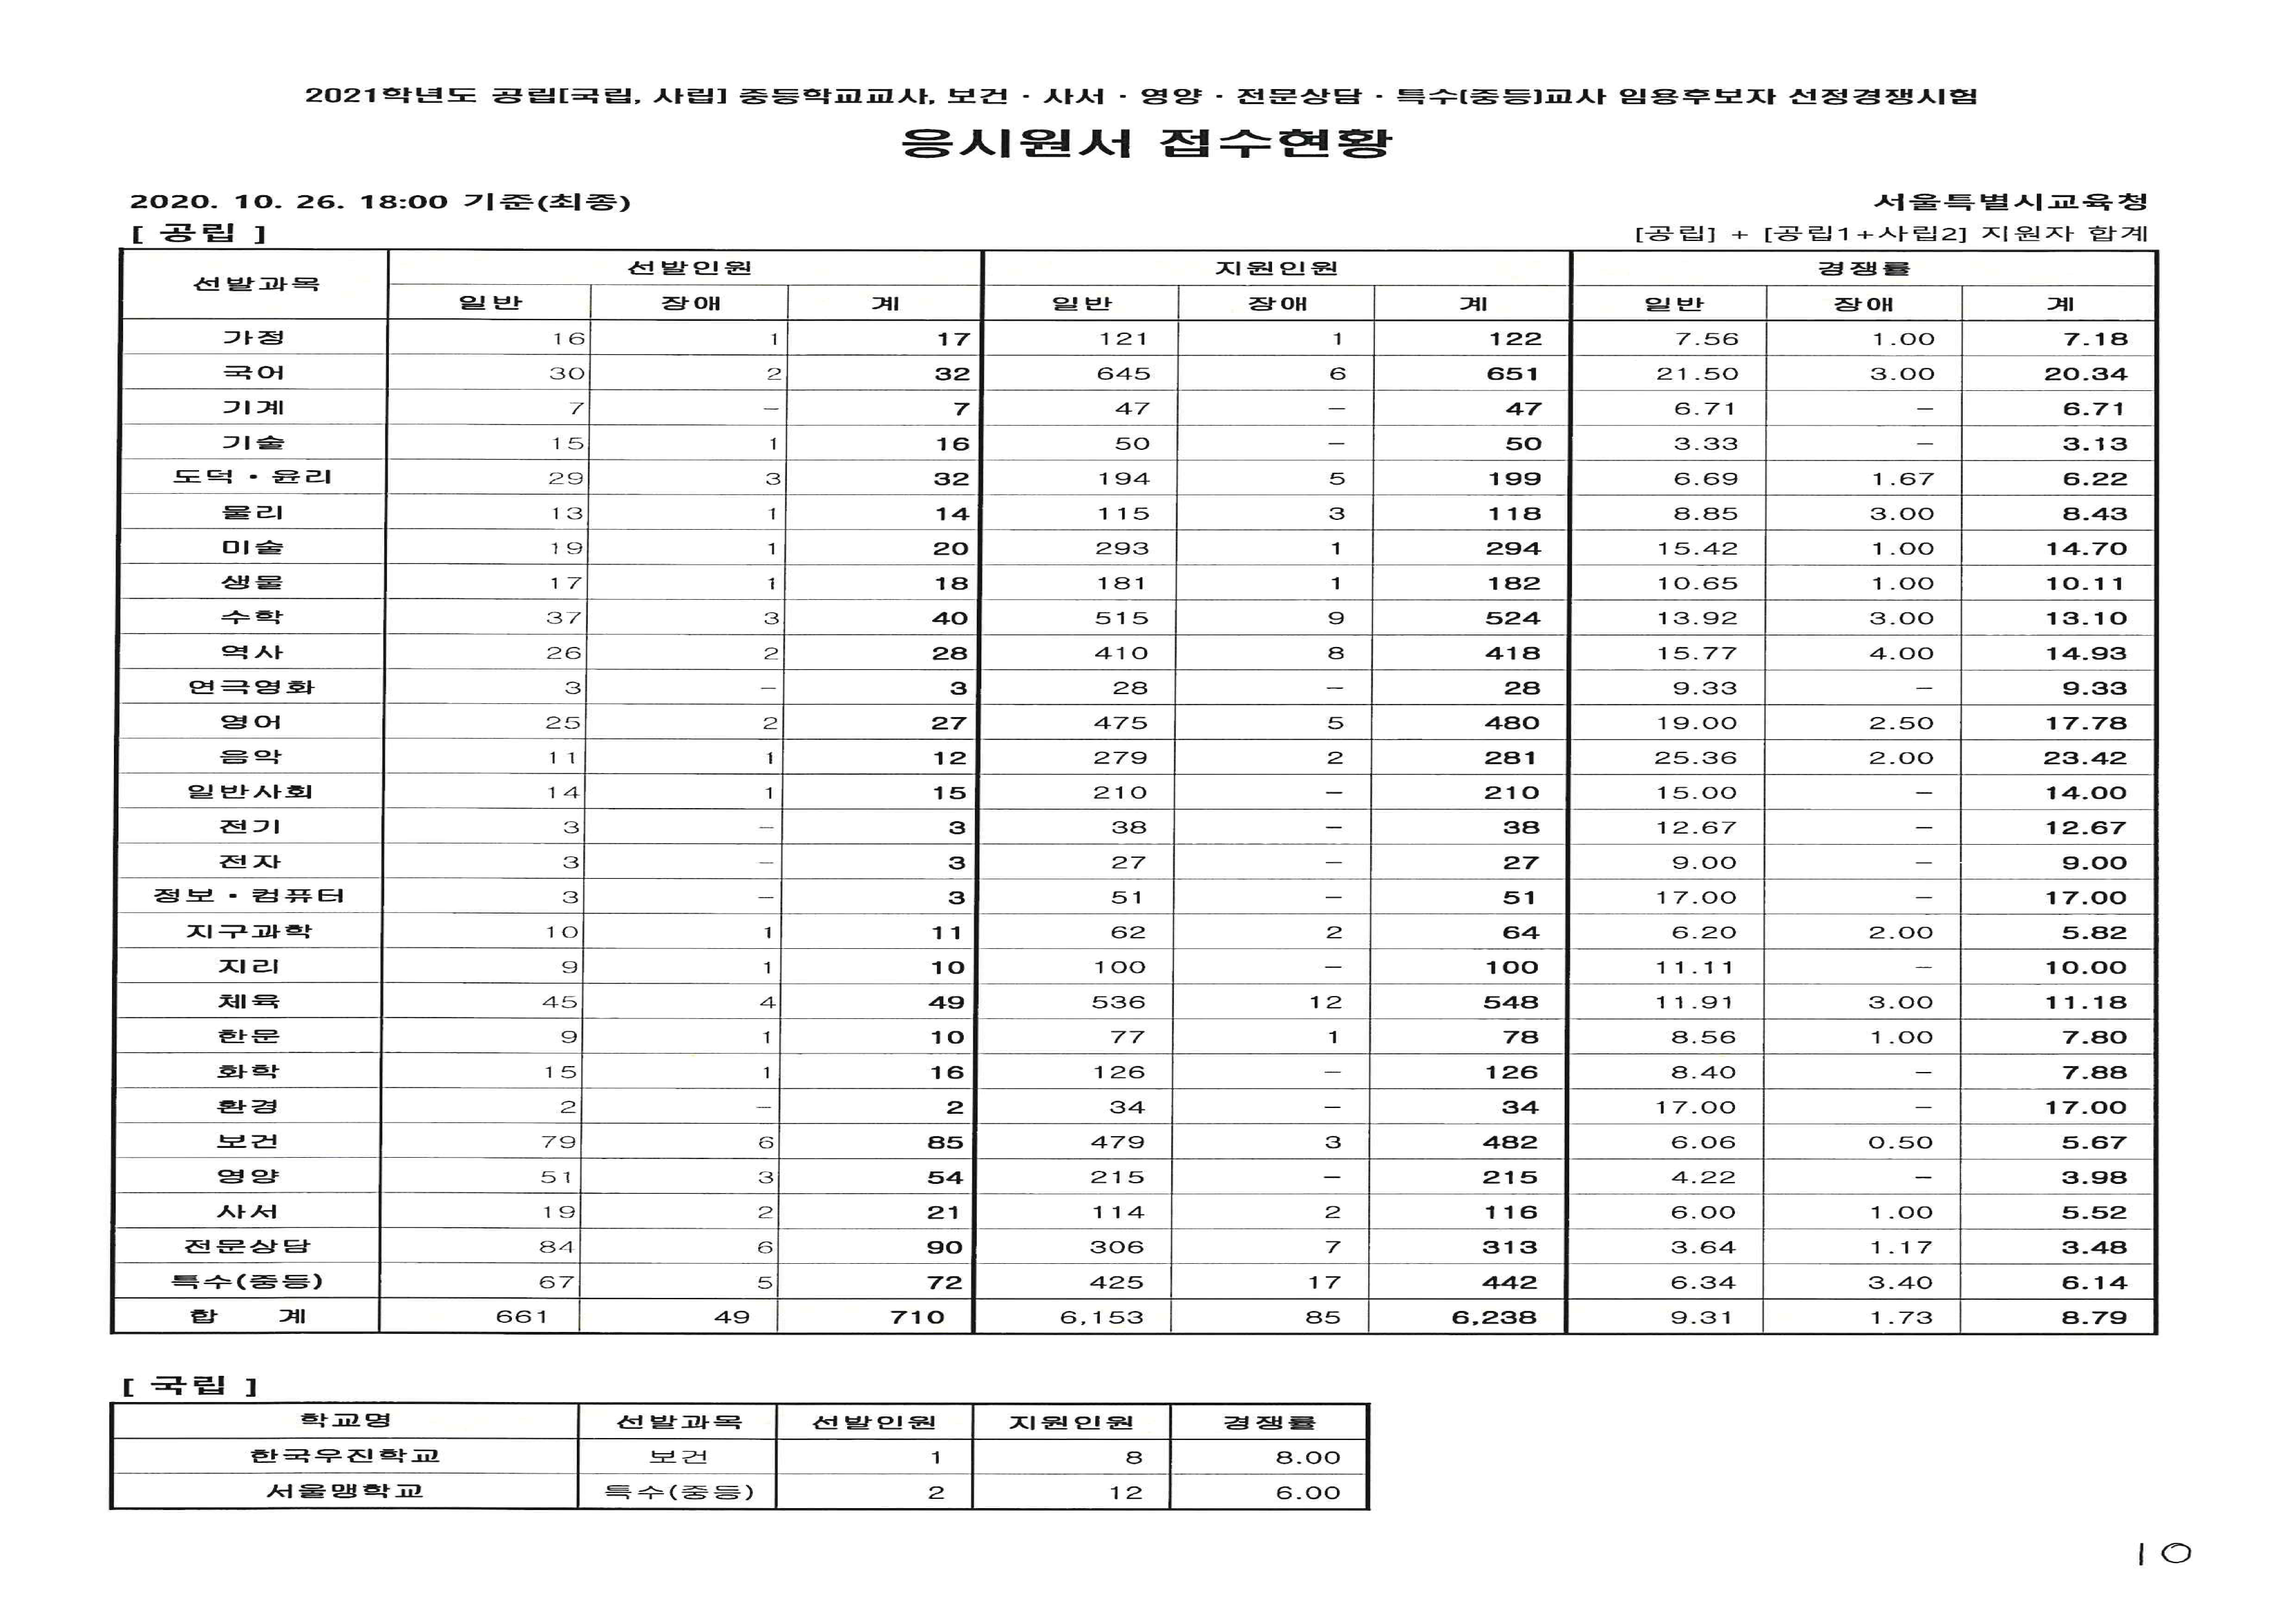 2021학년도 공립[국립, 사립] 중등학교교사, 보건 · 사서 · 영양 · 전문상담 · 특수(중등)교사 임용후보자 선정경쟁시험
응시원서 접수현황
2020. 10. 26. 18:00 기준(최종) 서울특별시교육청
[ 공립 ] [공립] + [공립1+사립2] 지원자 합계
선발과목 선발인원 지원인원 경쟁률
일반 장애 계 일반 장애 계 일반 장애 계
가정 16 1 17 121 1 122 7.56 1.00 7.18
국어 30 2 32 645 6 651 21.50 3.00 20.34
기계 7 - 7 47 - 47 6.71 - 6.71
기술 15 1 16 50 - 50 3.33 - 3.13
도덕 · 윤리 29 3 32 194 5 199 6.69 1.67 6.22
물리 13 1 14 115 3 118 8.85 3.00 8.43
미술 19 1 20 293 1 294 15.42 1.00 14.70
생물 17 1 18 181 1 182 10.65 1.00 10.11
수학 37 3 40 515 9 524 13.92 3.00 13.10
역사 26 2 28 410 8 418 15.77 4.00 14.93
연극영화 3 - 3 28 - 28 9.33 - 9.33
영어 25 2 27 475 5 480 19.00 2.50 17.78
음악 11 1 12 279 2 281 25.36 2.00 23.42
일반사회 14 1 15 210 - 210 15.00 - 14.00
전기 3 - 3 38 - 38 12.67 - 12.67
전자 3 - 3 27 - 27 9.00 - 9.00
정보 · 컴퓨터 3 - 3 51 - 51 17.00 - 17.00
지구과학 10 1 11 62 2 64 6.20 2.00 5.82
지리 9 1 10 100 - 100 11.11 - 10.00
체육 45 4 49 536 12 548 11.91 3.00 11.18
한문 9 1 10 77 1 78 8.56 1.00 7.80
화학 15 1 16 126 - 126 8.40 - 7.88
환경 2 - 2 34 - 34 17.00 - 17.00
보건 79 6 85 479 3 482 6.06 0.50 5.67
영양 51 3 54 215 - 215 4.22 - 3.98
사서 19 2 21 114 2 116 6.00 1.00 5.52
전문상담 84 6 90 306 7 313 3.64 1.17 3.48
특수(중등) 67 5 72 425 17 442 6.34 3.40 6.14
합 계 661 49 710 6,153 85 6,238 9.31 1.73 8.79
[ 국립 ]
학교명 선발과목 선발인원 지원인원 경쟁률
한국우진학교 보건 1 8 8.00
서울맹학교 특수(중등) 2 12 6.00
10